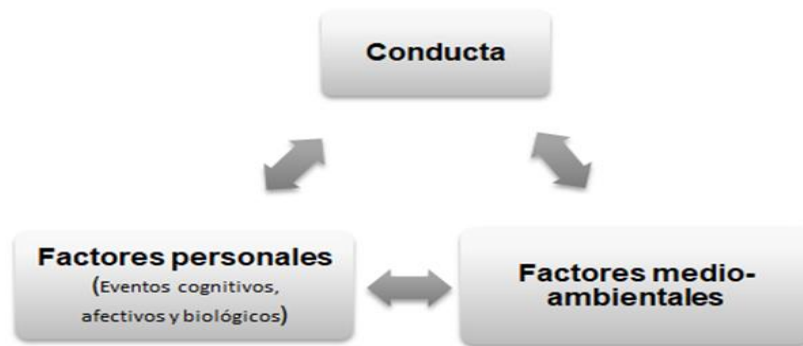 Conducta
Factores personales
(Eventos cognitivos,
afectivos y biológicos)
Factores medio-
ambientales